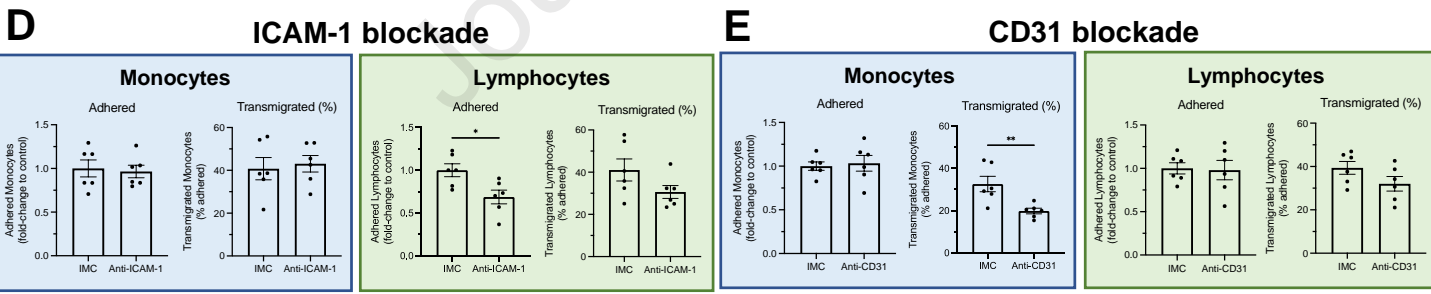 D
ICAM-1 blockade
Monocytes
Adhered
Adhered Monocytes
(fold-change to control)
1.5
1.0
0.5
0.0
IMC Anti-ICAM-1
Transmigrated (%)
Transmigrated Monocytes
(% adhered)
60
40
20
0
IMC Anti-ICAM-1
Lymphocytes
Adhered
Adhered Lymphocytes
(fold-change to control)
1.5
1.0
0.5
0.0
*
IMC Anti-ICAM-1
Transmigrated (%)
Transmigrated Lymphocytes
(% adhered)
60
40
20
0
IMC Anti-ICAM-1
E
CD31 blockade
Monocytes
Adhered
Adhered Monocytes
(fold-change to control)
1.5
1.0
0.5
0.0
IMC Anti-CD31
Transmigrated (%)
Transmigrated Monocytes
(% adhered)
60
40
20
0
**
IMC Anti-CD31
Lymphocytes
Adhered
Adhered Lymphocytes
(fold-change to control)
1.5
1.0
0.5
0.0
IMC Anti-CD31
Transmigrated (%)
Transmigrated Lymphocytes
(% adhered)
60
40
20
0
IMC Anti-CD31